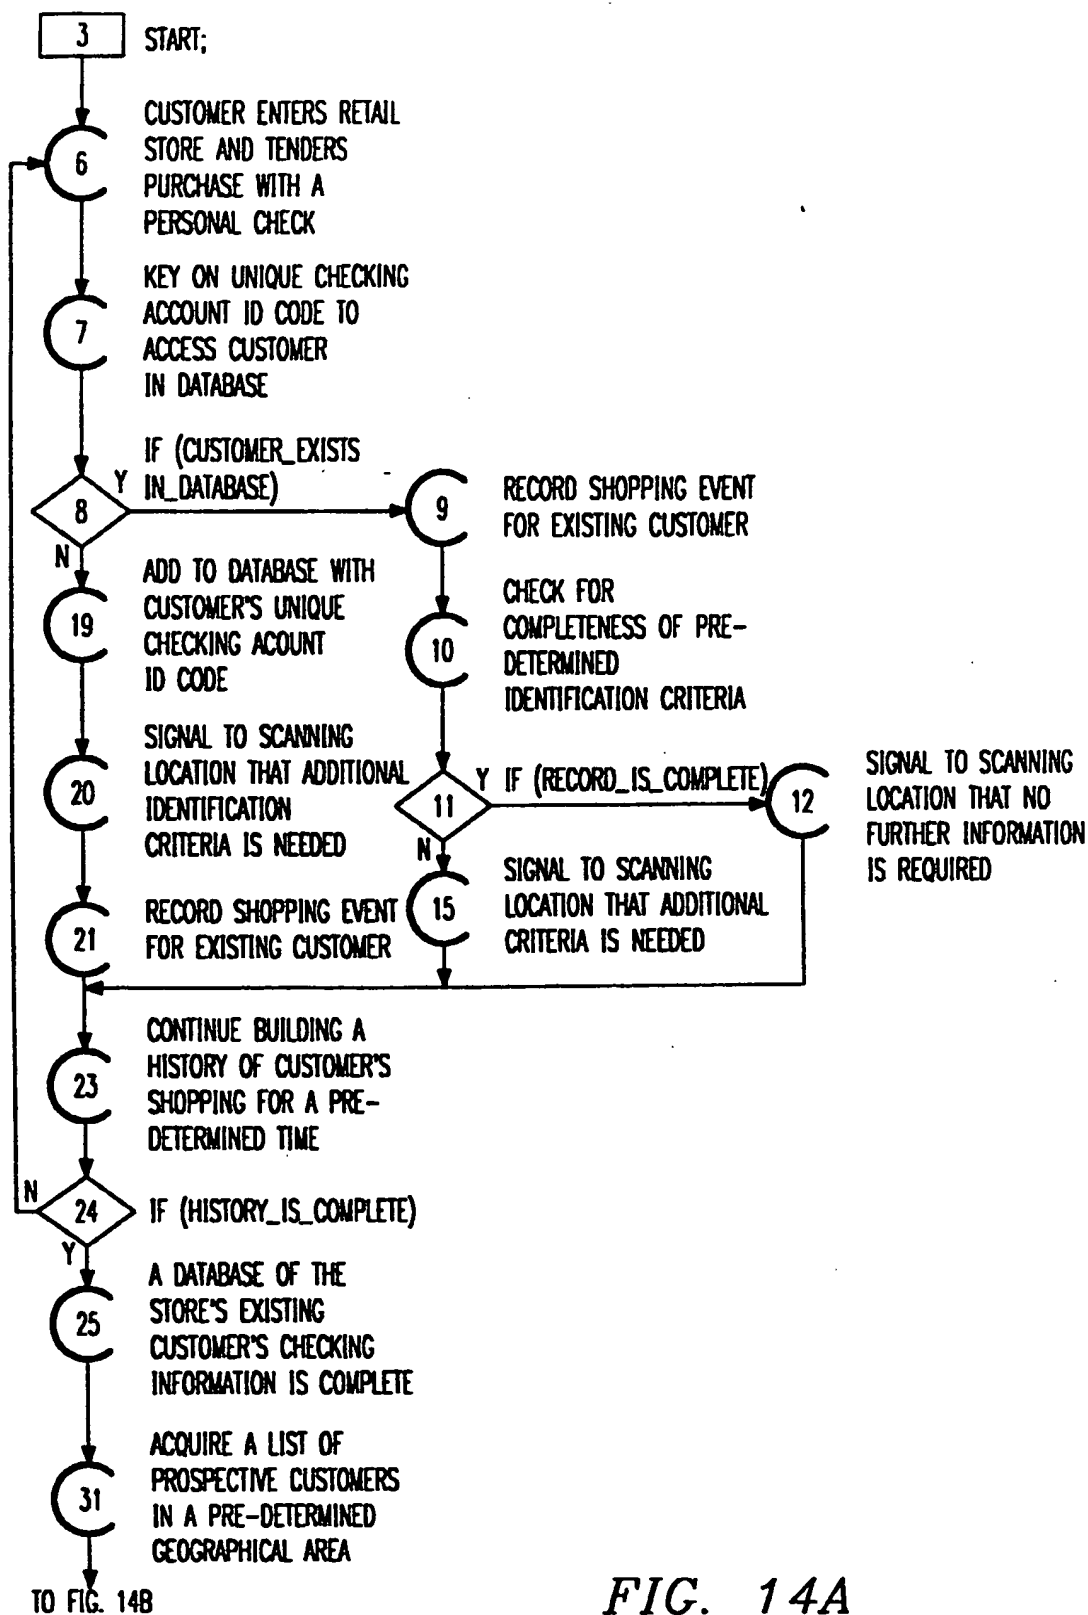 3 START;
CUSTOMER ENTERS RETAIL
STORE AND TENDERS
6
PURCHASE WITH A
PERSONAL CHECK
KEY ON UNIQUE CHECKING
ACCOUNT ID CODE TO
7
ACCESS CUSTOMER
IN DATABASE
IF (CUSTOMER_EXISTS
Y IN_DATABASE)
8
N
9
RECORD SHOPPING EVENT
FOR EXISTING CUSTOMER
ADD TO DATABASE WITH
CUSTOMER'S UNIQUE
19
CHECKING ACOUNT
ID CODE
CHECK FOR
COMPLETENESS OF PRE-
10
DETERMINED
IDENTIFICATION CRITERIA
SIGNAL TO SCANNING
LOCATION THAT ADDITIONAL
20
IDENTIFICATION
CRITERIA IS NEEDED
Y IF (RECORD_IS_COMPLETE)
11
N
12
SIGNAL TO SCANNING
LOCATION THAT NO
FURTHER INFORMATION
IS REQUIRED
SIGNAL TO SCANNING
15
LOCATION THAT ADDITIONAL
CRITERIA IS NEEDED
RECORD SHOPPING EVENT
21
FOR EXISTING CUSTOMER
CONTINUE BUILDING A
HISTORY OF CUSTOMER'S
23
SHOPPING FOR A PRE-
DETERMINED TIME
N
24 IF (HISTORY_IS_COMPLETE)
Y
A DATABASE OF THE
STORE'S EXISTING
25
CUSTOMER'S CHECKING
INFORMATION IS COMPLETE
ACQUIRE A LIST OF
PROSPECTIVE CUSTOMERS
31
IN A PRE-DETERMINED
GEOGRAPHICAL AREA
TO FIG. 14B
FIG. 14A